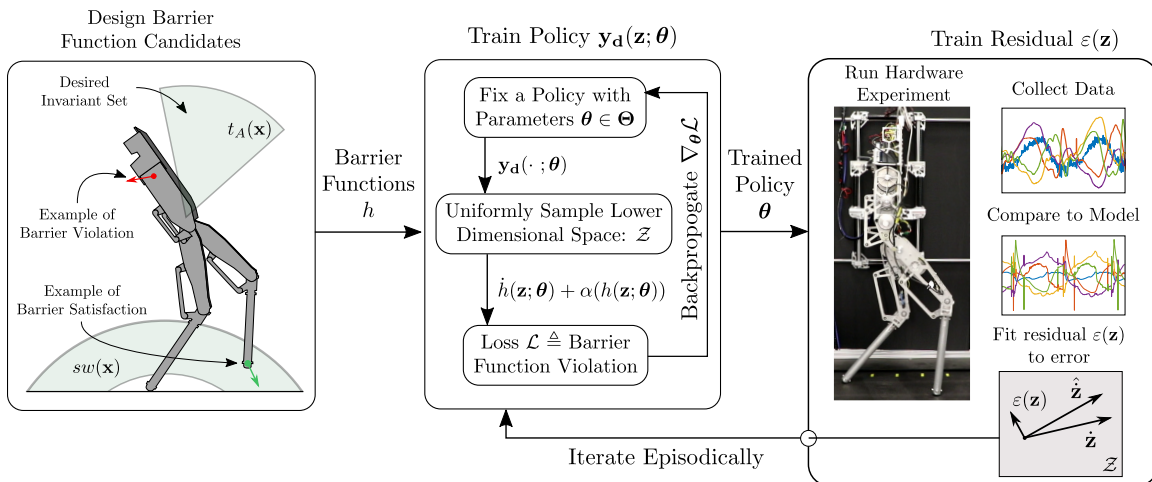 Design Barrier
Function Candidates
Desired
Invariant Set
t_A(𝐱)
Example of
Barrier Violation
Example of
Barrier Satisfaction
sw(𝐱)
Barrier
Functions
h
Train Policy 𝐲_𝐝(𝐳; 𝜽)
Fix a Policy with
Parameters 𝜽 ∈ 𝚯
𝐲_𝐝(· ; 𝜽)
Uniformly Sample Lower
Dimensional Space: 𝒵
ḣ(𝐳; 𝜽) + α(h(𝐳; 𝜽))
Loss ℒ ≜ Barrier
Function Violation
Backpropogate ∇_𝜽ℒ
Trained
Policy
𝜽
Iterate Episodically
Train Residual ε(𝐳)
Run Hardware
Experiment
Collect Data
Compare to Model
Fit residual ε(𝐳)
to error
ε(𝐳)
𝐳̇̂
𝐳̇
𝒵